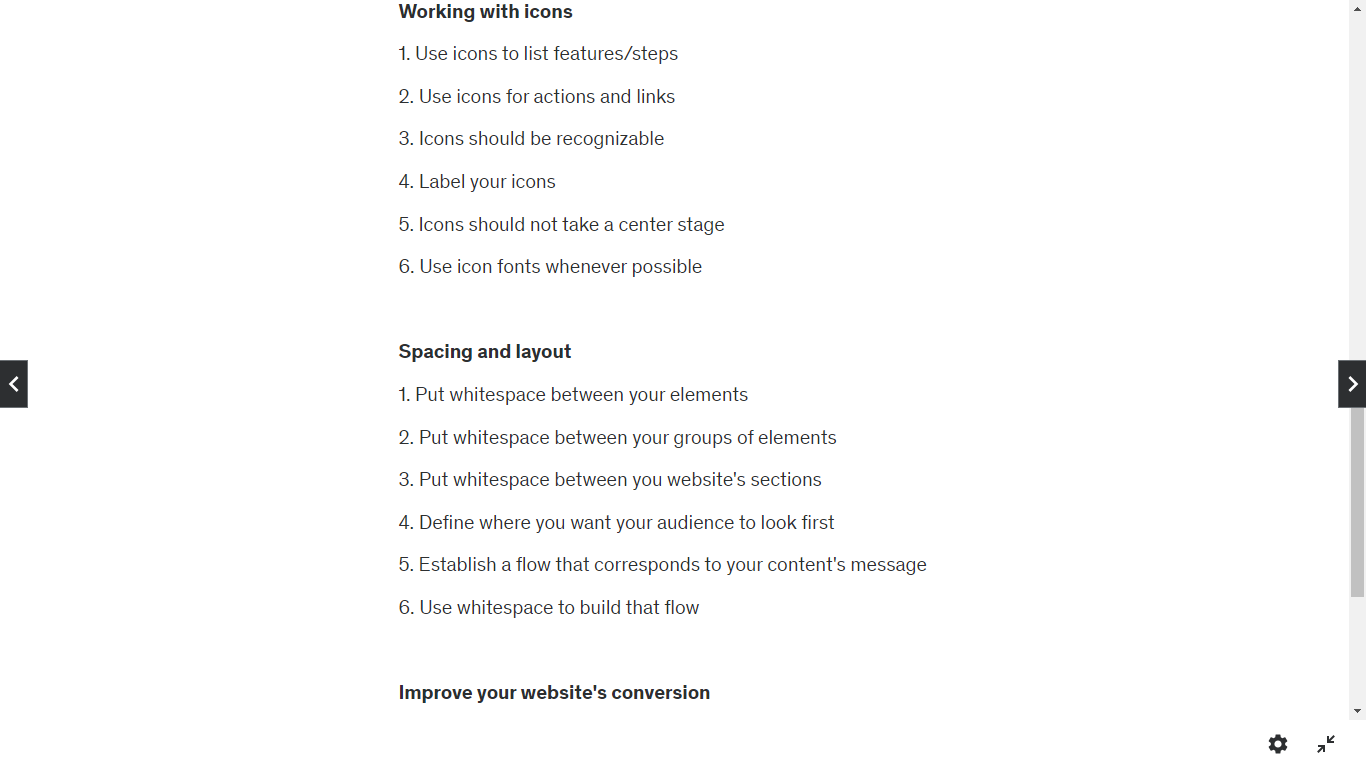 Working with icons
1. Use icons to list features/steps
2. Use icons for actions and links
3. Icons should be recognizable
4. Label your icons
5. Icons should not take a center stage
6. Use icon fonts whenever possible
Spacing and layout
1. Put whitespace between your elements
2. Put whitespace between your groups of elements
3. Put whitespace between you website's sections
4. Define where you want your audience to look first
5. Establish a flow that corresponds to your content's message
6. Use whitespace to build that flow
Improve your website's conversion